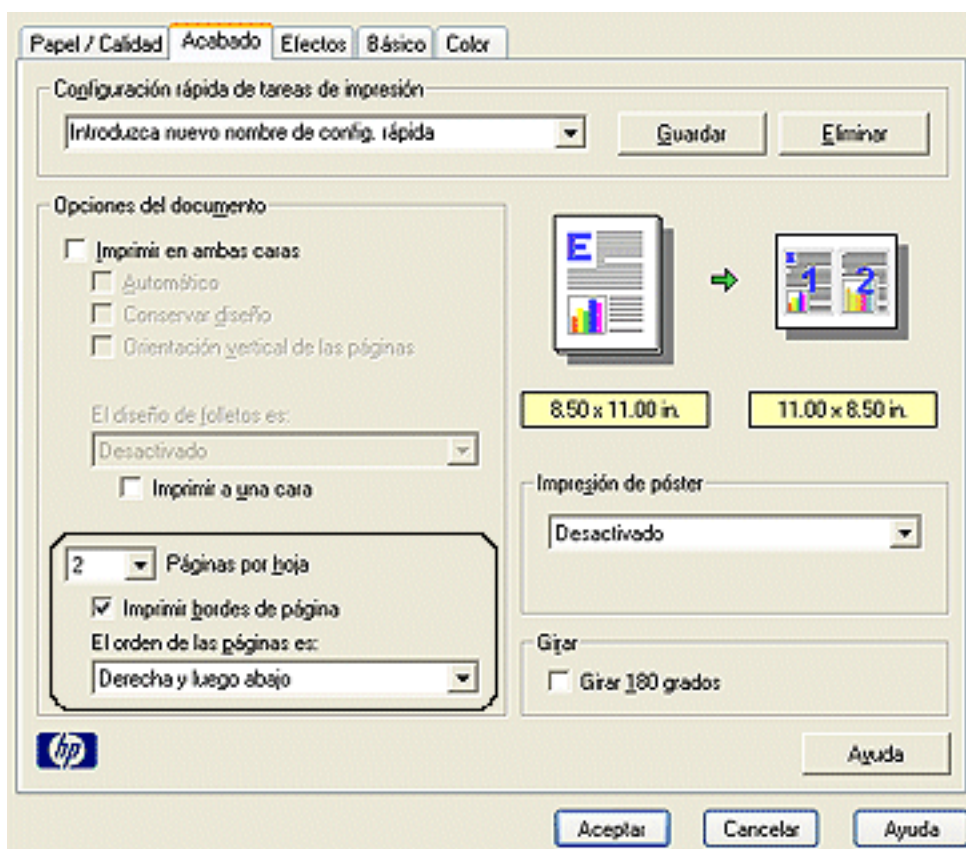 Papel / Calidad Acabado Efectos Básico Color
Configuración rápida de tareas de impresión
Introduzca nuevo nombre de config. rápida Guardar Eliminar
Opciones del documento
Imprimir en ambas caras
Automático
Conservar diseño
Orientación vertical de las páginas
El diseño de folletos es:
Desactivado
Imprimir a una cara
2 Páginas por hoja
Imprimir bordes de página
El orden de las páginas es:
Derecha y luego abajo
E
1 2
8.50 x 11.00 in. 11.00 x 8.50 in.
Impresión de póster
Desactivado
Girar
Girar 180 grados
hp
Ayuda
Aceptar Cancelar Ayuda